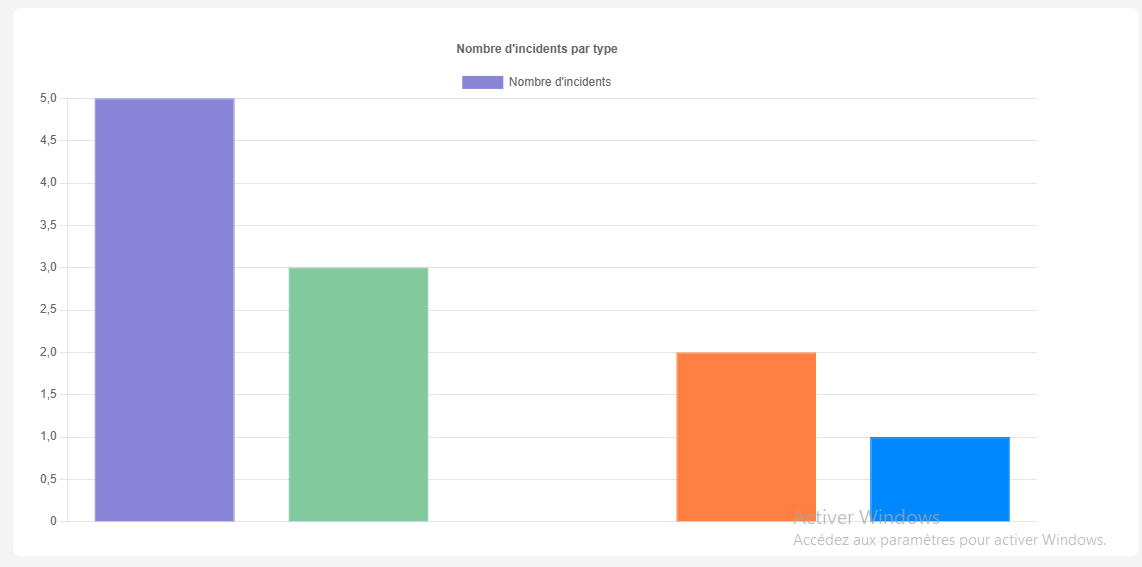 Nombre d'incidents par type
Nombre d'incidents
5,0
4,5
4,0
3,5
3,0
2,5
2,0
1,5
1,0
0,5
0
Activer Windows
Accédez aux paramètres pour activer Windows.